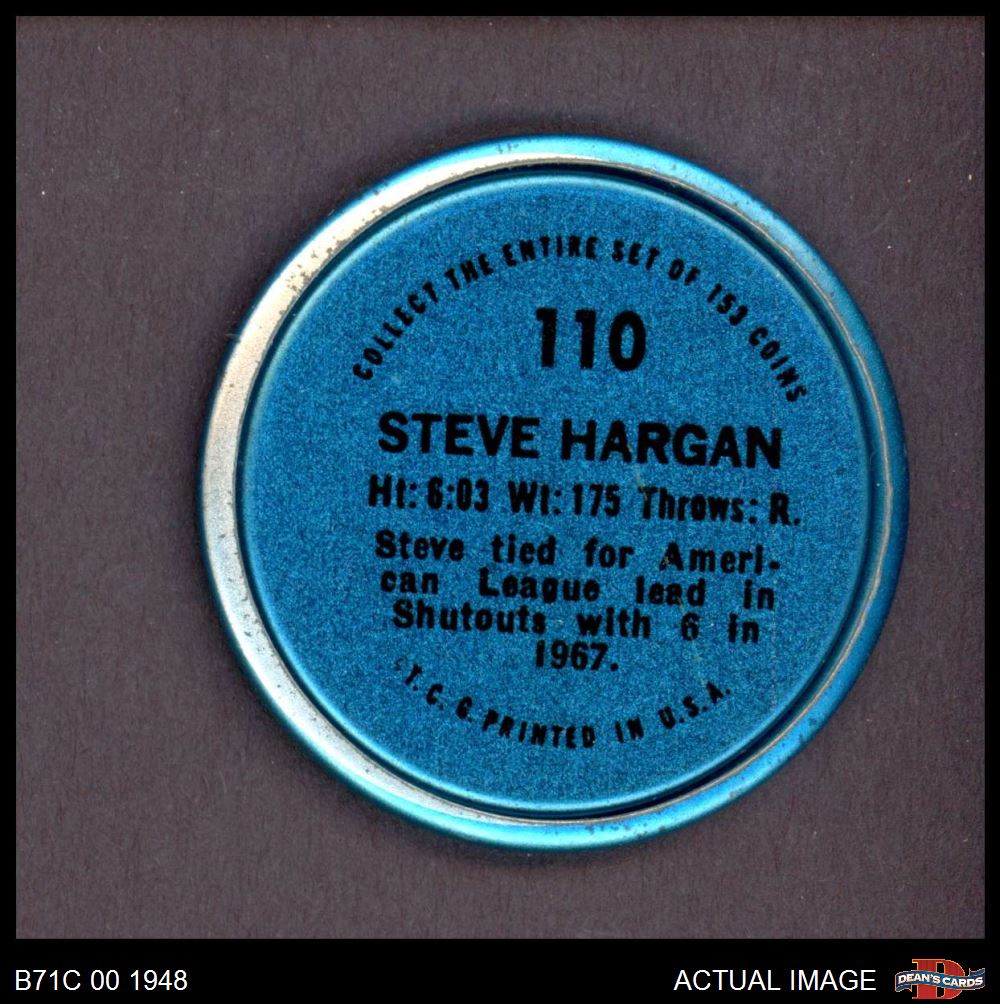 COLLECT THE ENTIRE SET OF 153 COINS
110
STEVE HARGAN
Ht: 6:03 Wt: 175 Throws: R.
Steve tied for Ameri-
can League lead in
Shutouts with 6 in
1967.
T.C.G. PRINTED IN U.S.A.
B71C 00 1948
ACTUAL IMAGE
DEAN'S CARDS